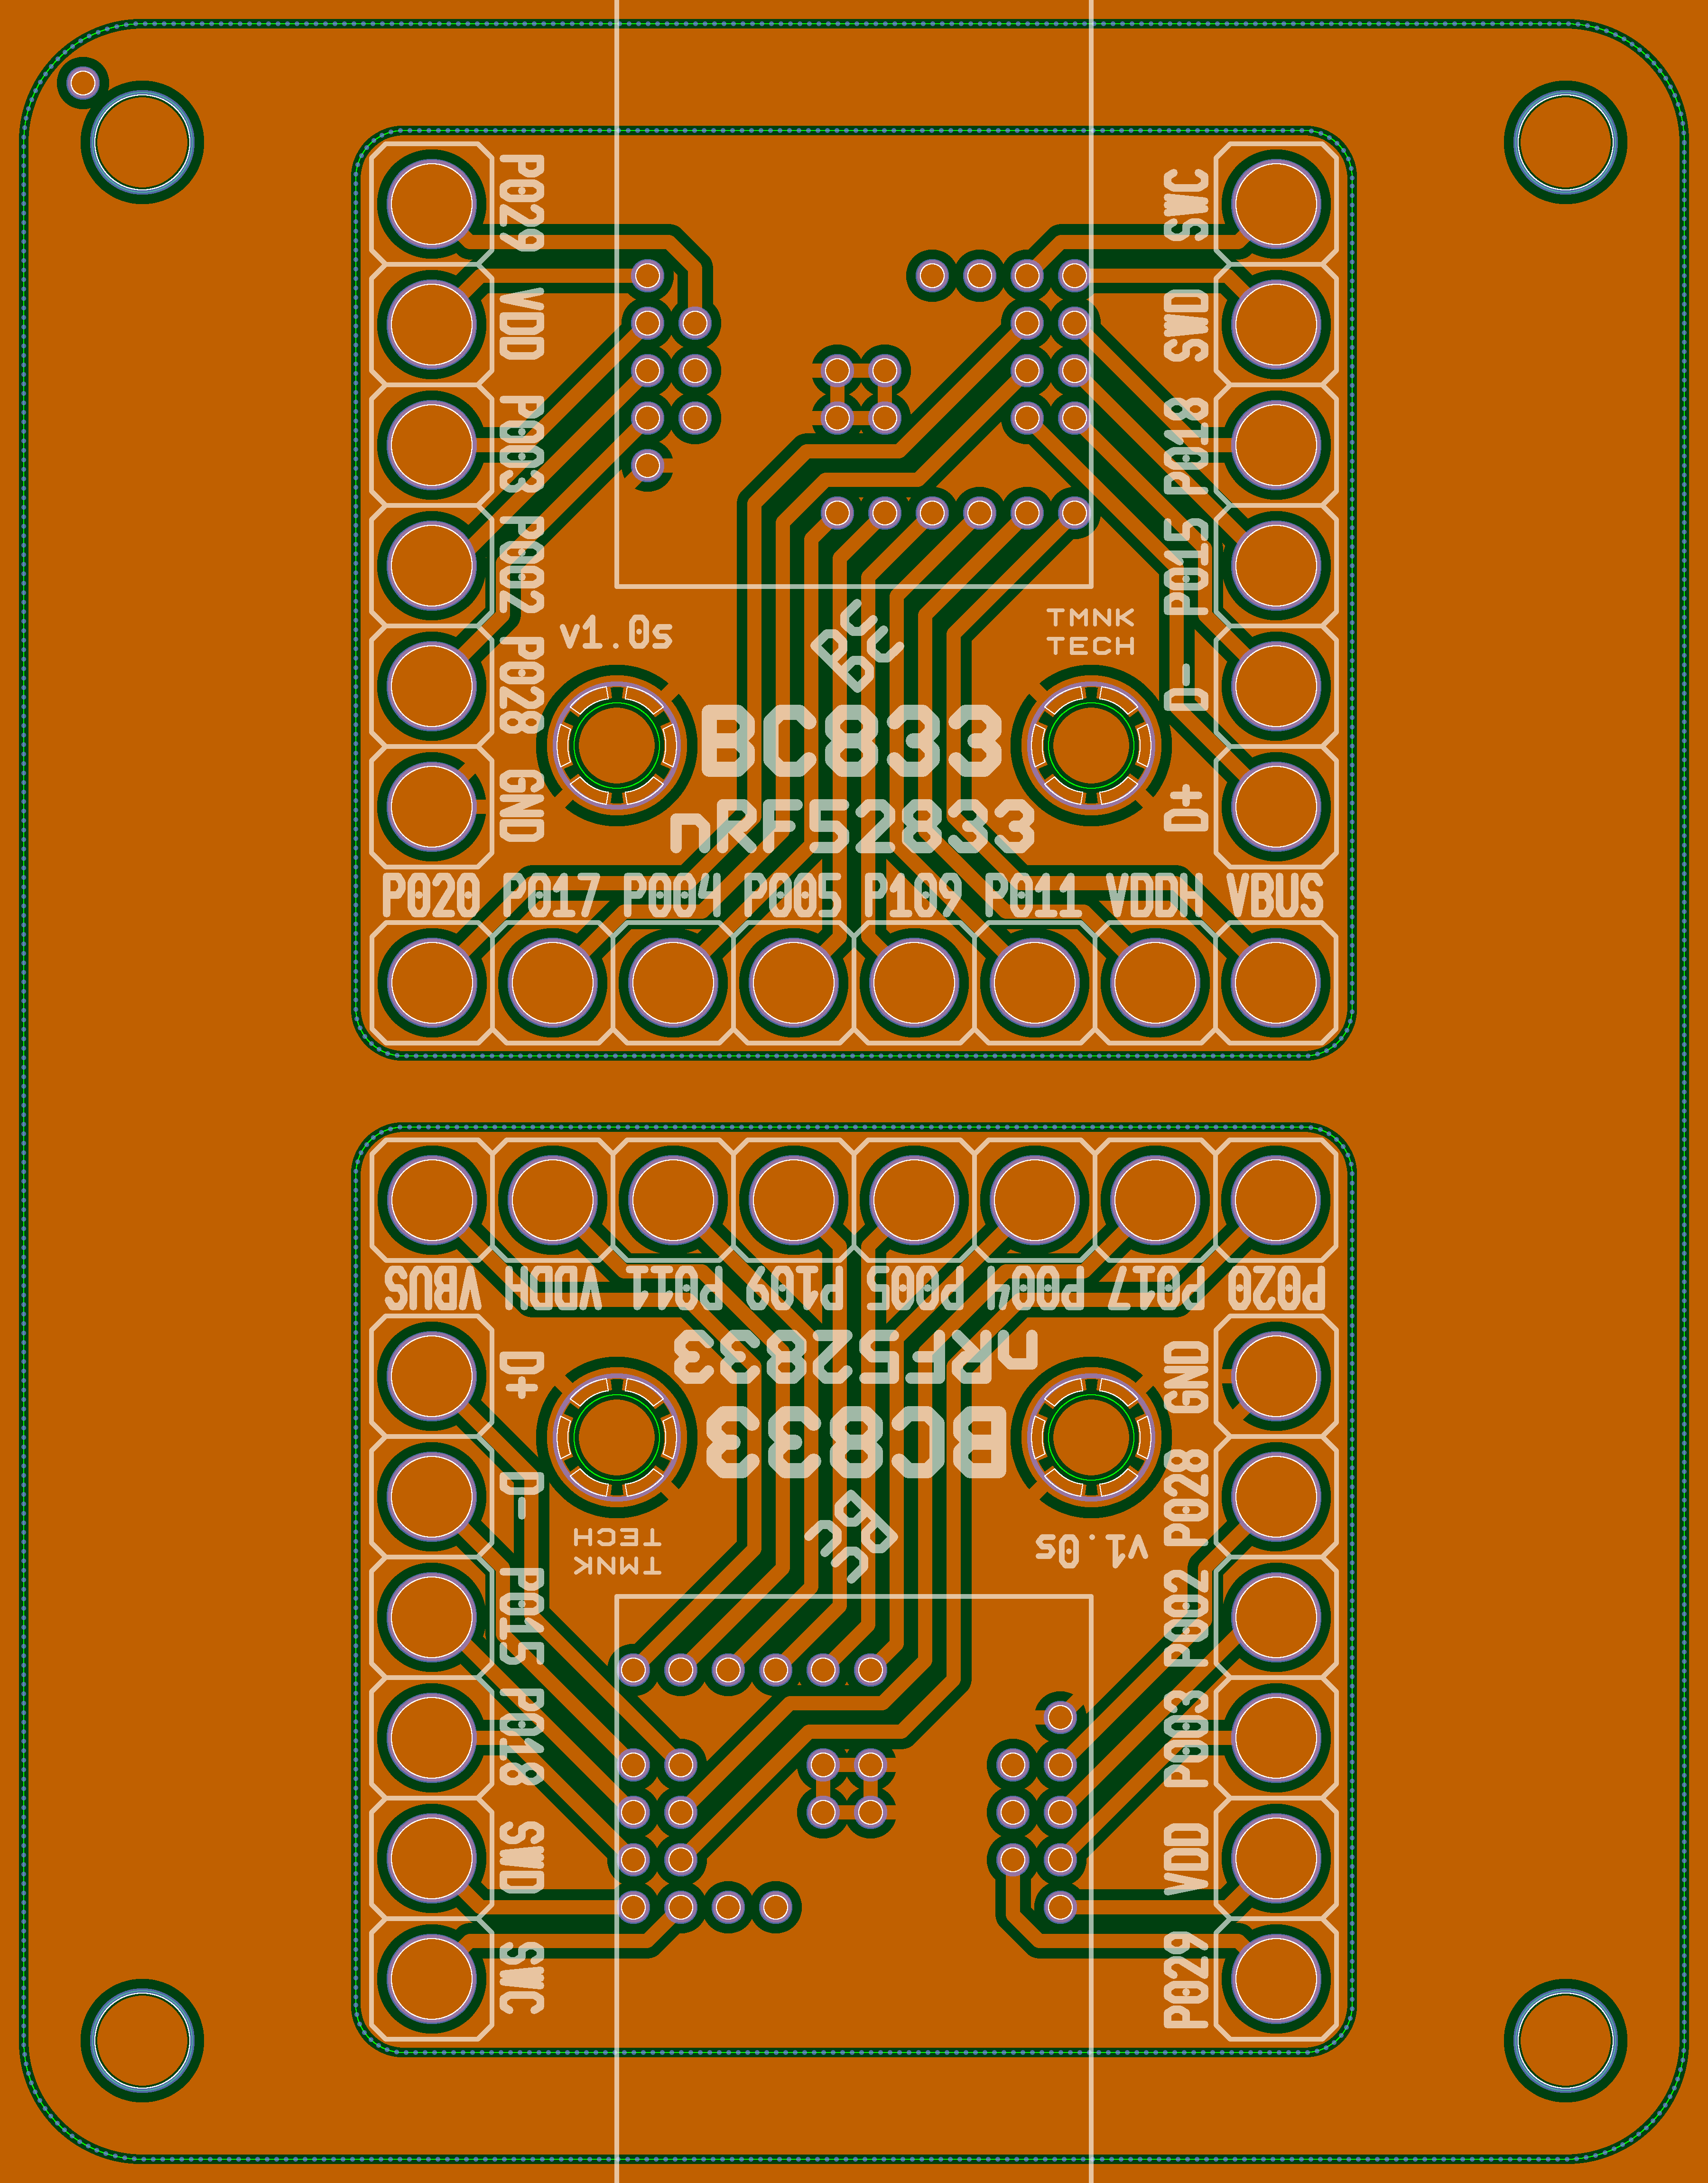 P029
SWC
VDD
SWD
P003
P018
P002
P015
v1.0s
TMNK
TECH
P028
D-
BC833
GND
D+
nRF52833
P020 P017 P004 P005 P109 P011 VDDH VBUS
VBUS VDDH P011 P109 P005 P004 P017 P020
nRF52833
D+
GND
BC833
D-
P028
TMNK
TECH
v1.0s
P015
P002
P018
P003
SWD
VDD
SWC
P029